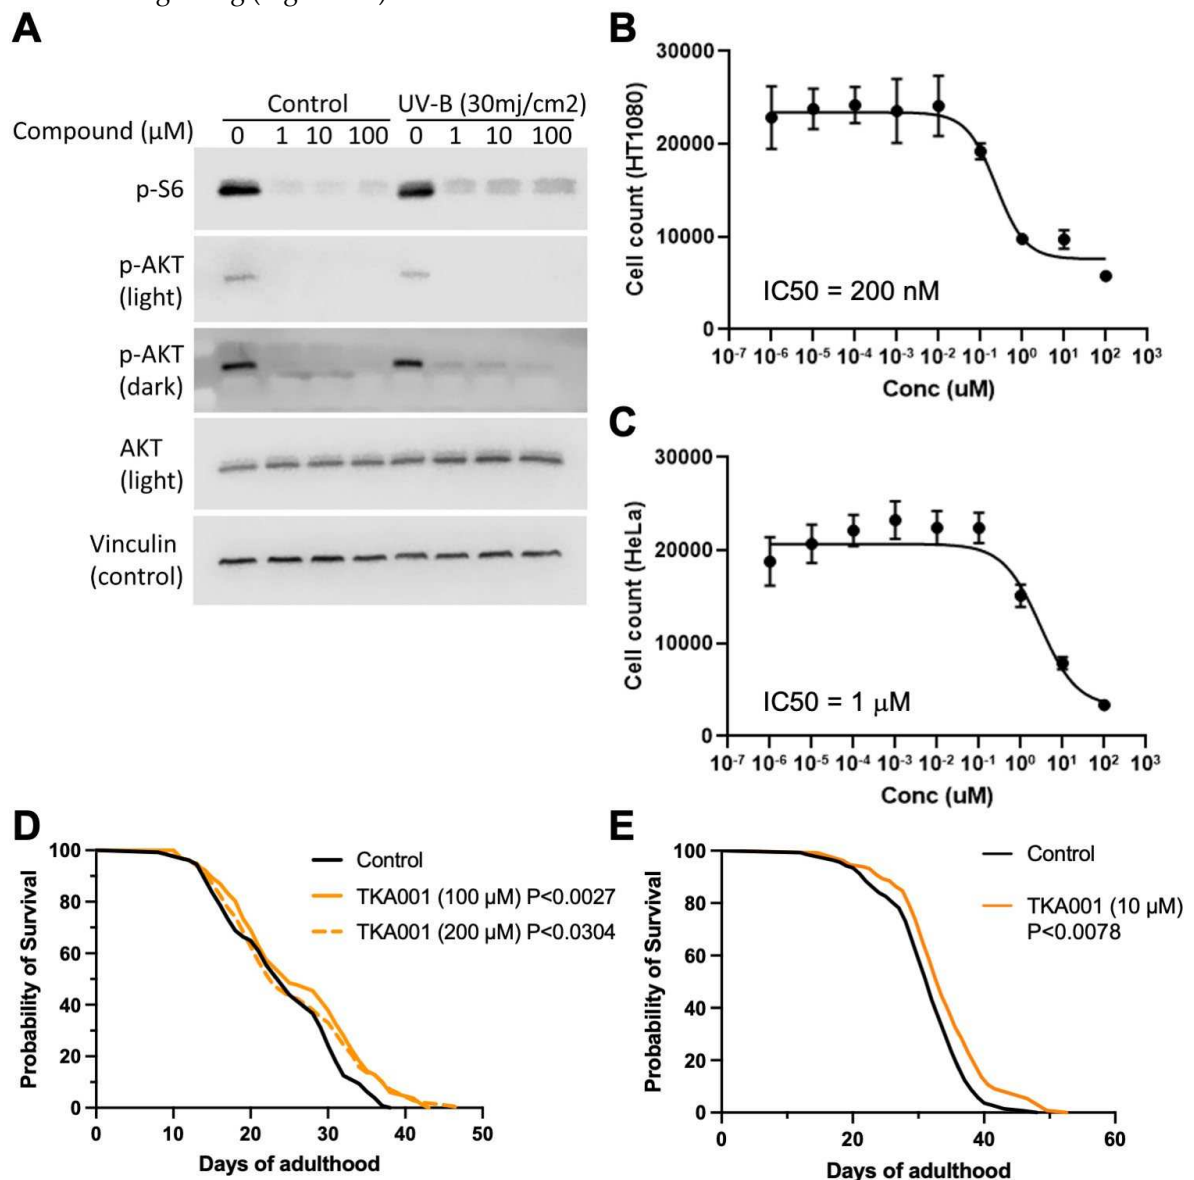 A
Control UV-B (30mj/cm2)
Compound (µM) 0 1 10 100 0 1 10 100
p-S6
p-AKT
(light)
p-AKT
(dark)
AKT
(light)
Vinculin
(control)
B
30000
20000
10000
0
Cell count (HT1080)
IC50 = 200 nM
10-7 10-6 10-5 10-4 10-3 10-2 10-1 100 101 102 103
Conc (uM)
C
30000
20000
10000
0
Cell count (HeLa)
IC50 = 1 µM
10-7 10-6 10-5 10-4 10-3 10-2 10-1 100 101 102 103
Conc (uM)
D
100
80
60
40
20
0
Probability of Survival
Control
TKA001 (100 µM) P<0.0027
TKA001 (200 µM) P<0.0304
0 10 20 30 40 50
Days of adulthood
E
100
80
60
40
20
0
Probability of Survival
Control
TKA001 (10 µM)
P<0.0078
0 20 40 60
Days of adulthood